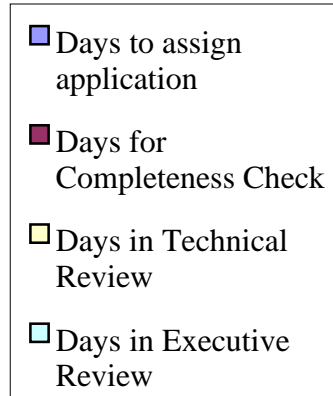 Days to assign
application
Days for
Completeness Check
Days in Technical
Review
Days in Executive
Review